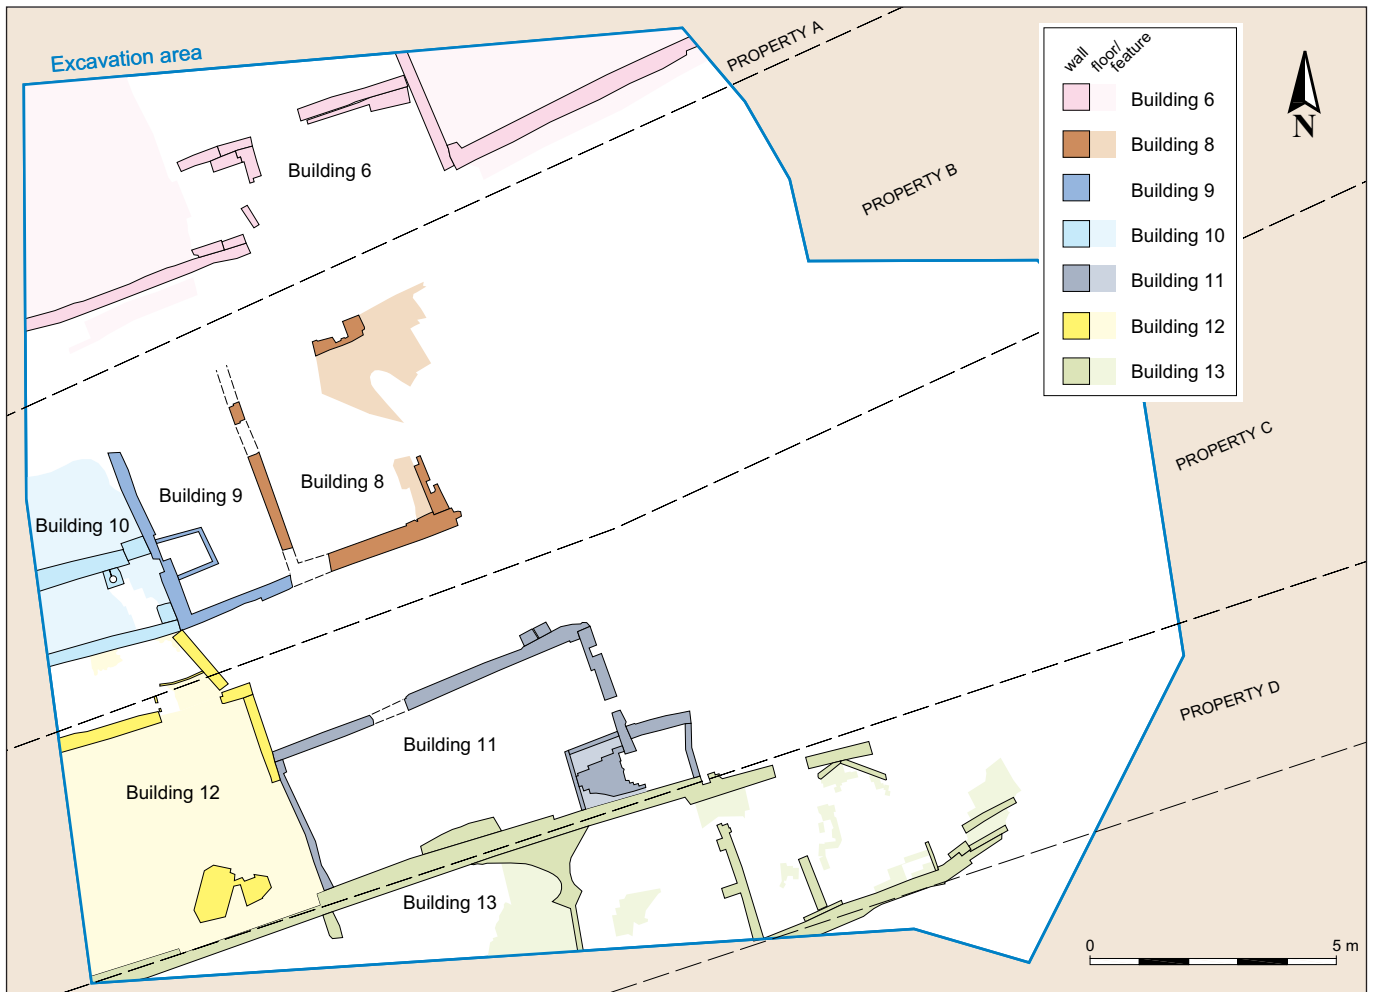 Excavation area
PROPERTY A
wall
floor/
feature
Building 6
Building 8
Building 9
Building 10
Building 11
Building 12
Building 13
N
Building 6
PROPERTY B
PROPERTY C
Building 8
Building 9
Building 10
PROPERTY D
Building 11
Building 12
Building 13
0
5 m